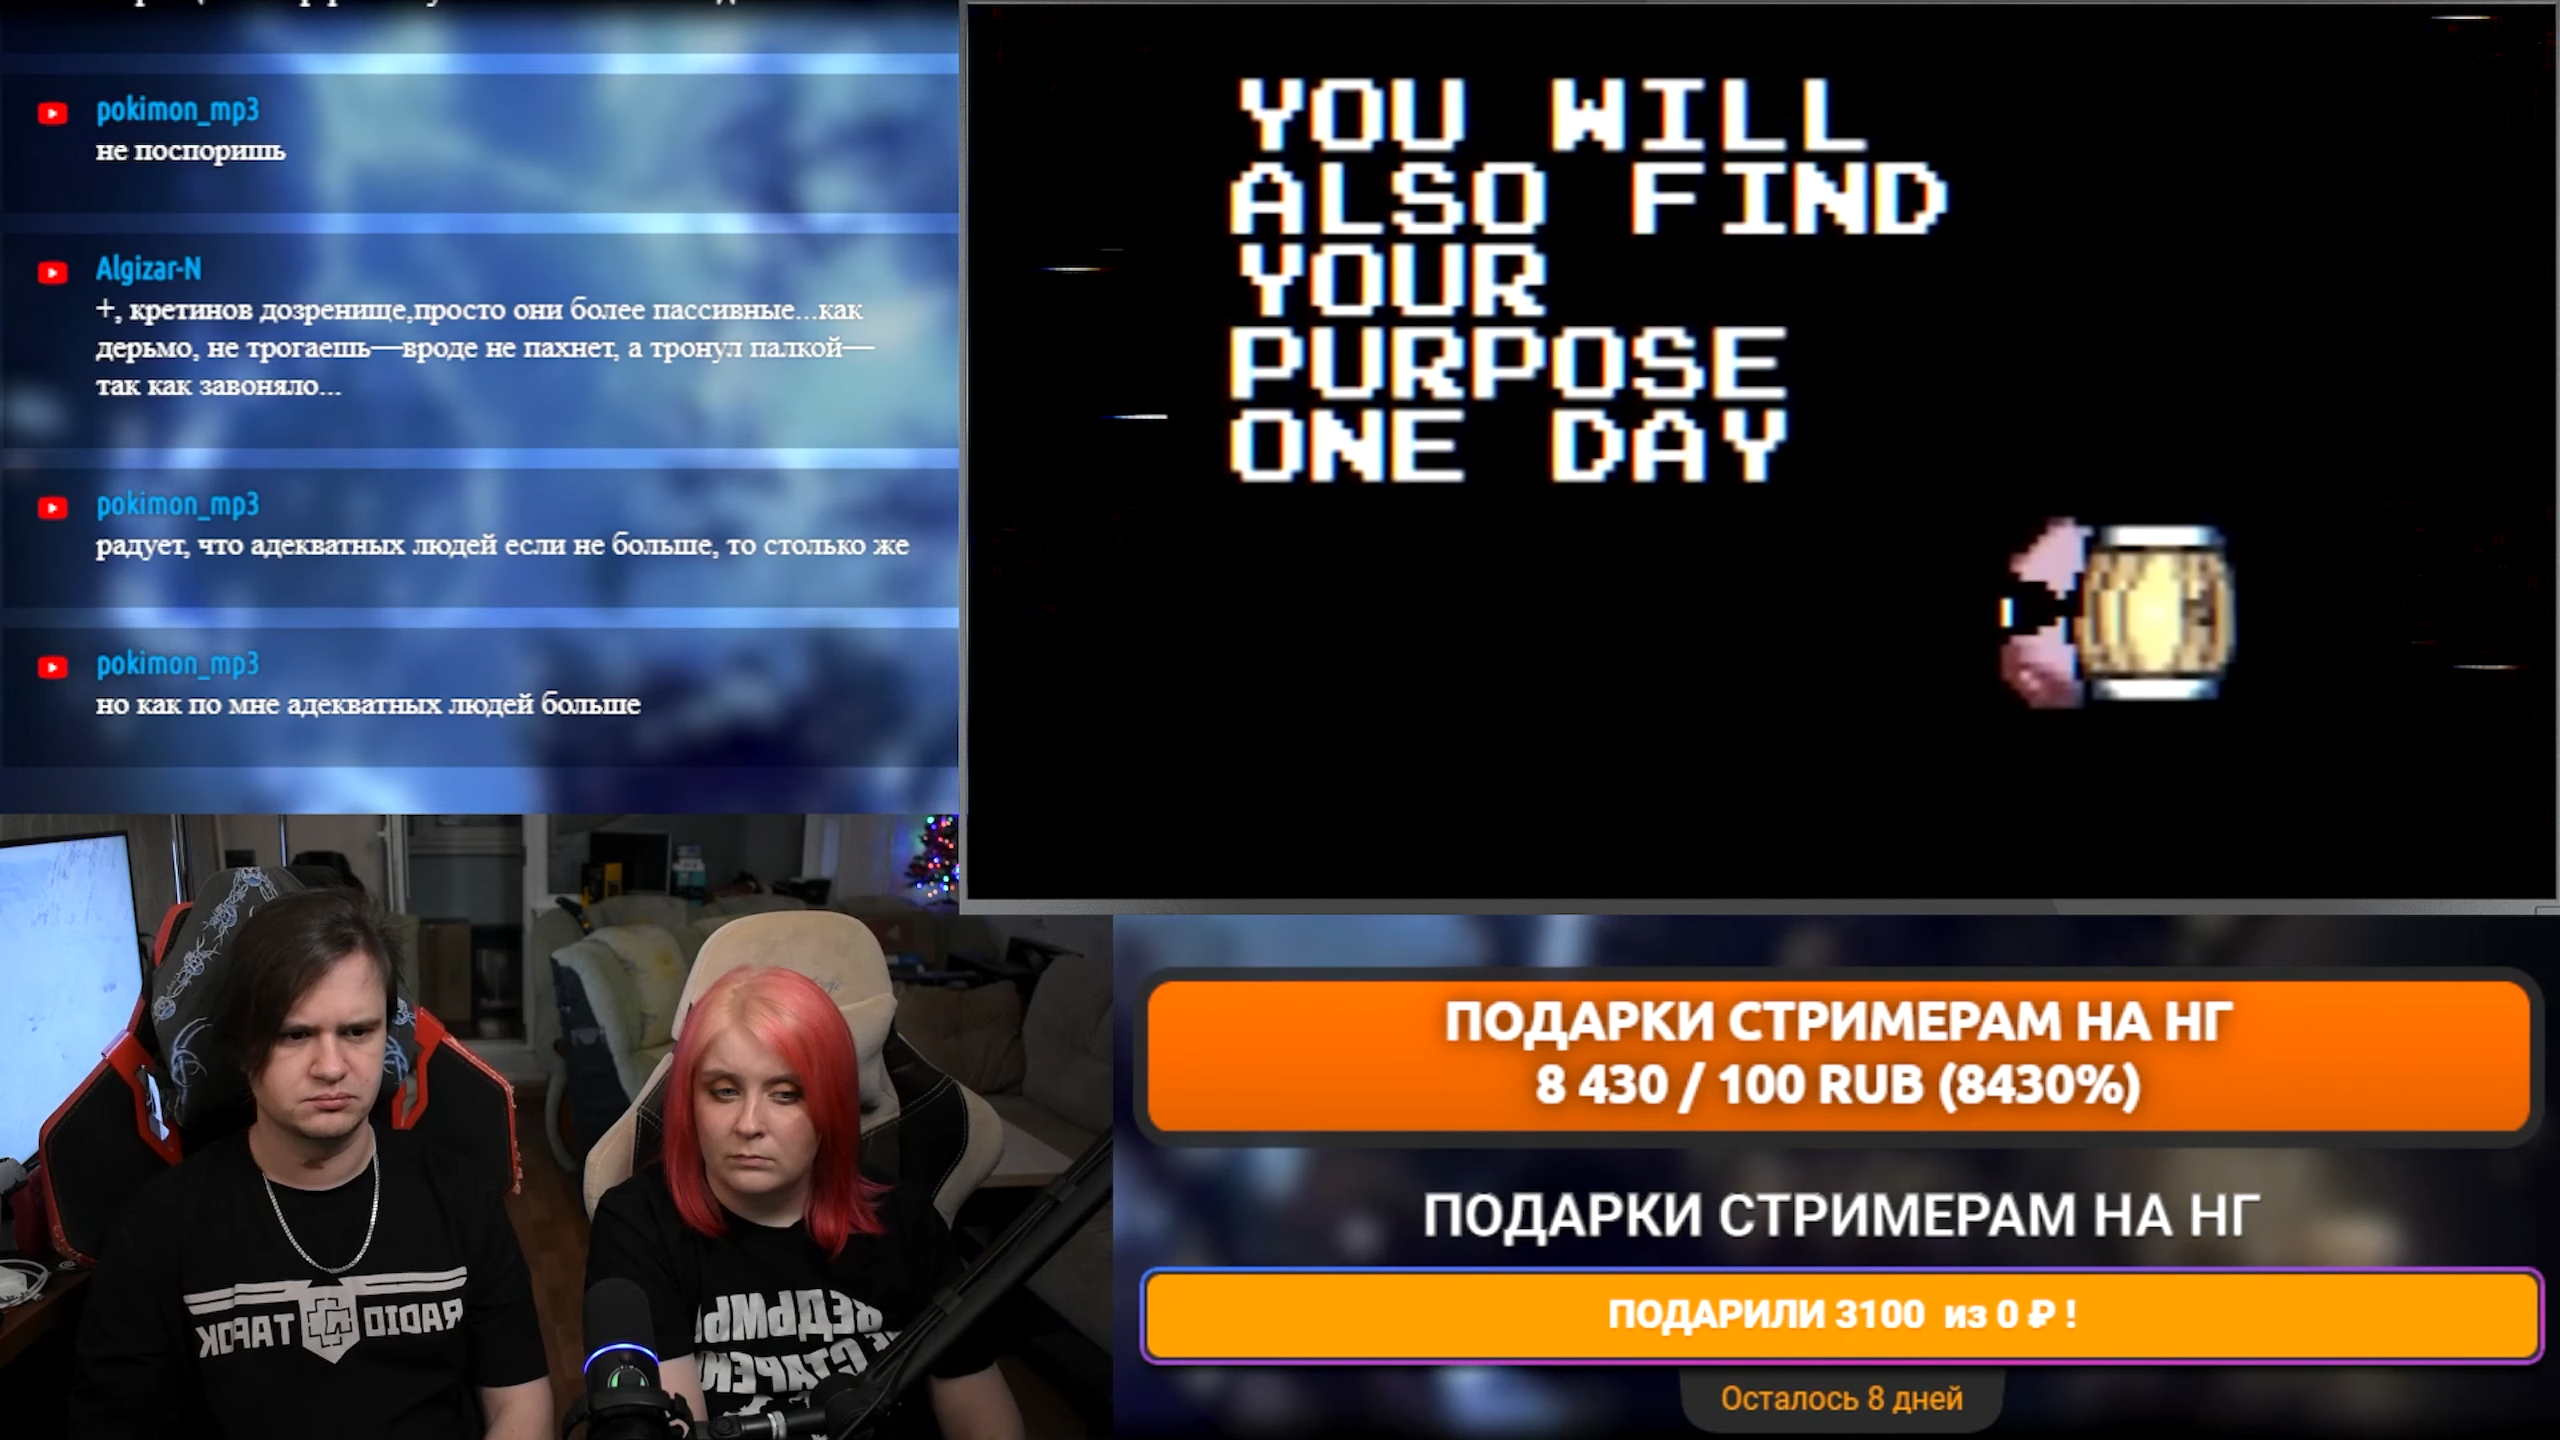 pokimon_mp3
не поспоришь
Algizar-N
+, кретинов дозренище,просто они более пассивные...как
дерьмо, не трогаешь—вроде не пахнет, а тронул палкой—
так как завоняло...
pokimon_mp3
радует, что адекватных людей если не больше, то столько же
pokimon_mp3
но как по мне адекватных людей больше
YOU WILL
ALSO FIND
YOUR
PURPOSE
ONE DAY
RADIO ТАРОК
ВЕДЬМЫ
ПОДАРКИ СТРИМЕРАМ НА НГ
8 430 / 100 RUB (8430%)
ПОДАРКИ СТРИМЕРАМ НА НГ
ПОДАРИЛИ 3100 из 0 ₽ !
Осталось 8 дней